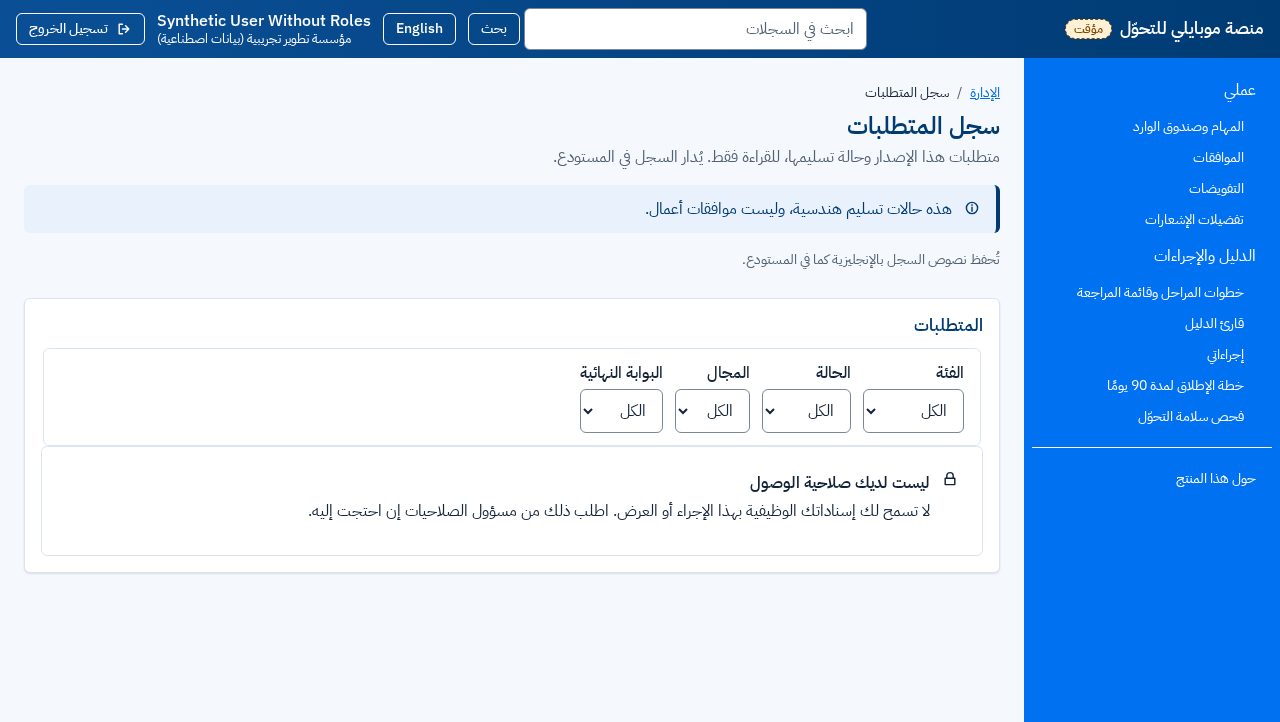 منصة موبايلي للتحوّل
مؤقت
ابحث في السجلات
بحث
English
Synthetic User Without Roles
مؤسسة تطوير تجريبية (بيانات اصطناعية)
تسجيل الخروج
عملي
المهام وصندوق الوارد
الموافقات
التفويضات
تفضيلات الإشعارات
الدليل والإجراءات
خطوات المراحل وقائمة المراجعة
قارئ الدليل
إجراءاتي
خطة الإطلاق لمدة 90 يومًا
فحص سلامة التحوّل
حول هذا المنتج
الإدارة / سجل المتطلبات
سجل المتطلبات
متطلبات هذا الإصدار وحالة تسليمها، للقراءة فقط. يُدار السجل في المستودع.
هذه حالات تسليم هندسية، وليست موافقات أعمال.
تُحفظ نصوص السجل بالإنجليزية كما في المستودع.
المتطلبات
الفئة الحالة المجال البوابة النهائية
الكل الكل الكل الكل
ليست لديك صلاحية الوصول
لا تسمح لك إسناداتك الوظيفية بهذا الإجراء أو العرض. اطلب ذلك من مسؤول الصلاحيات إن احتجت إليه.